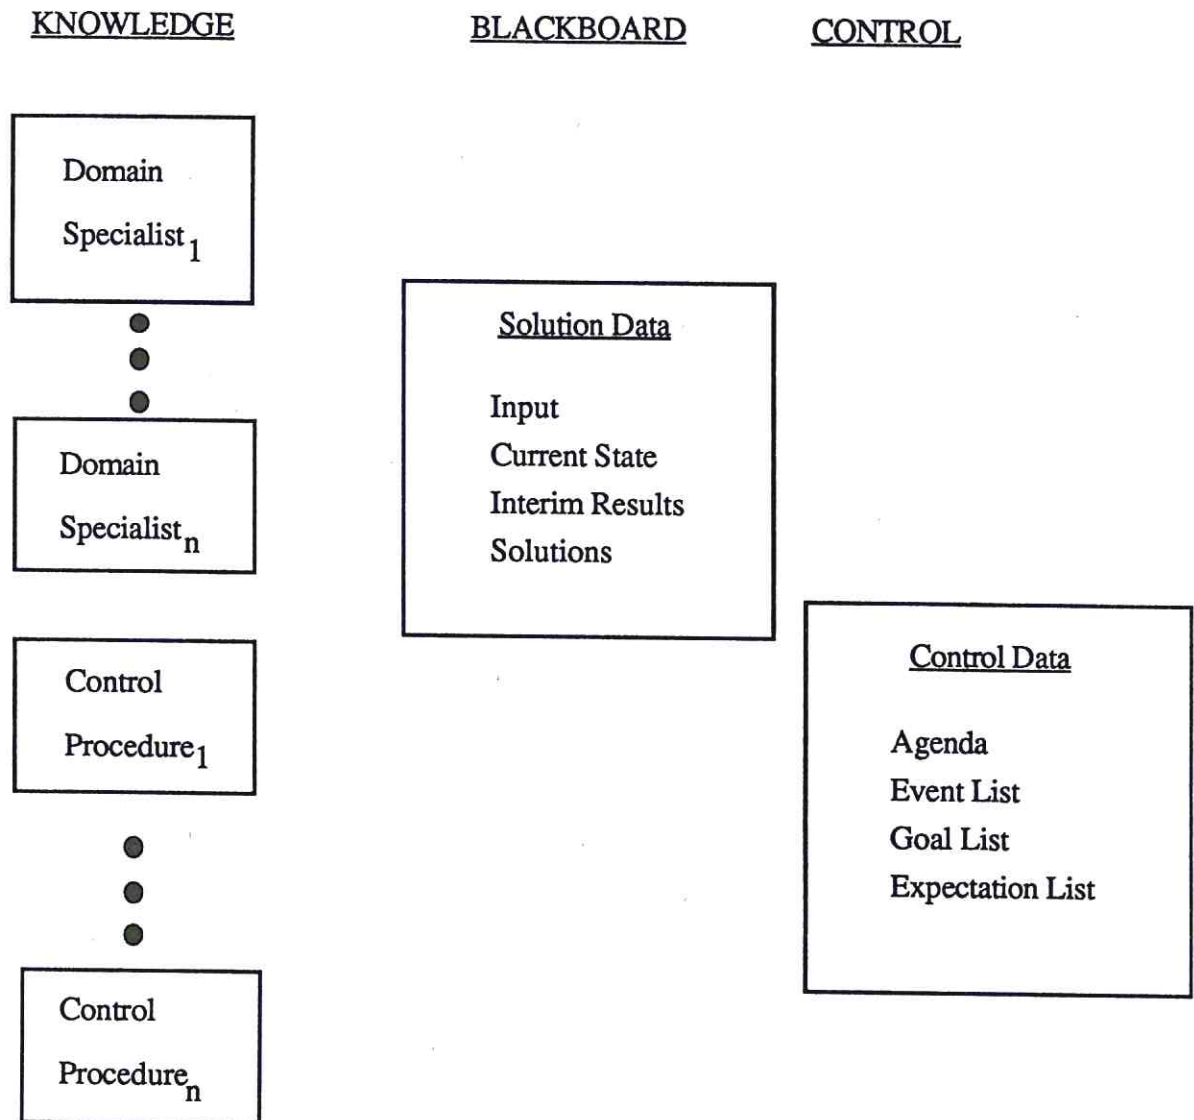 KNOWLEDGE
BLACKBOARD
CONTROL
Domain
Specialist1
Domain
Specialistn
Control
Procedure1
Control
Proceduren
Solution Data
Input
Current State
Interim Results
Solutions
Control Data
Agenda
Event List
Goal List
Expectation List